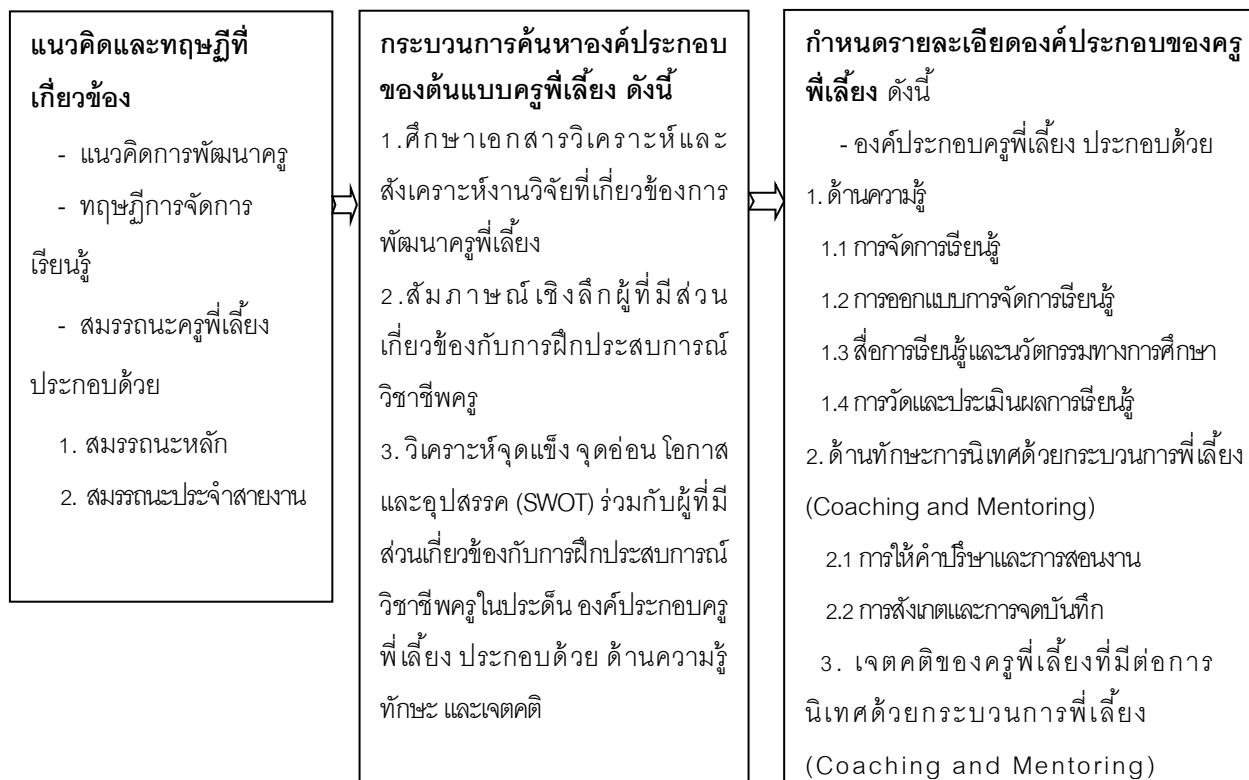 แนวคิดและทฤษฏีที่
เกี่ยวข้อง
- แนวคิดการพัฒนาครู
- ทฤษฏีการจัดการ
เรียนรู้
- สมรรถนะครูพี่เลี้ยง
ประกอบด้วย
1. สมรรถนะหลัก
2. สมรรถนะประจำสายงาน
กระบวนการค้นหาองค์ประกอบ
ของต้นแบบครูพี่เลี้ยง ดังนี้
1.ศึกษาเอกสารวิเคราะห์และ
สังเคราะห์งานวิจัยที่เกี่ยวข้องการ
พัฒนาครูพี่เลี้ยง
2.สัมภาษณ์เชิงลึกผู้ที่มีส่วน
เกี่ยวข้องกับการฝึกประสบการณ์
วิชาชีพครู
3. วิเคราะห์จุดแข็ง จุดอ่อน โอกาส
และอุปสรรค (SWOT) ร่วมกับผู้ที่มี
ส่วนเกี่ยวข้องกับการฝึกประสบการณ์
วิชาชีพครูในประเด็น องค์ประกอบครู
พี่เลี้ยง ประกอบด้วย ด้านความรู้
ทักษะ และเจตคติ
กำหนดรายละเอียดองค์ประกอบของครู
พี่เลี้ยง ดังนี้
- องค์ประกอบครูพี่เลี้ยง ประกอบด้วย
1. ด้านความรู้
1.1 การจัดการเรียนรู้
1.2 การออกแบบการจัดการเรียนรู้
1.3 สื่อการเรียนรู้และนวัตกรรมทางการศึกษา
1.4 การวัดและประเมินผลการเรียนรู้
2. ด้านทักษะการนิเทศด้วยกระบวนการพี่เลี้ยง
(Coaching and Mentoring)
2.1 การให้คำปรึษาและการสอนงาน
2.2 การสังเกตและการจดบันทึก
3. เจตคติของครูพี่เลี้ยงที่มีต่อการ
นิเทศด้วยกระบวนการพี่เลี้ยง
(Coaching and Mentoring)